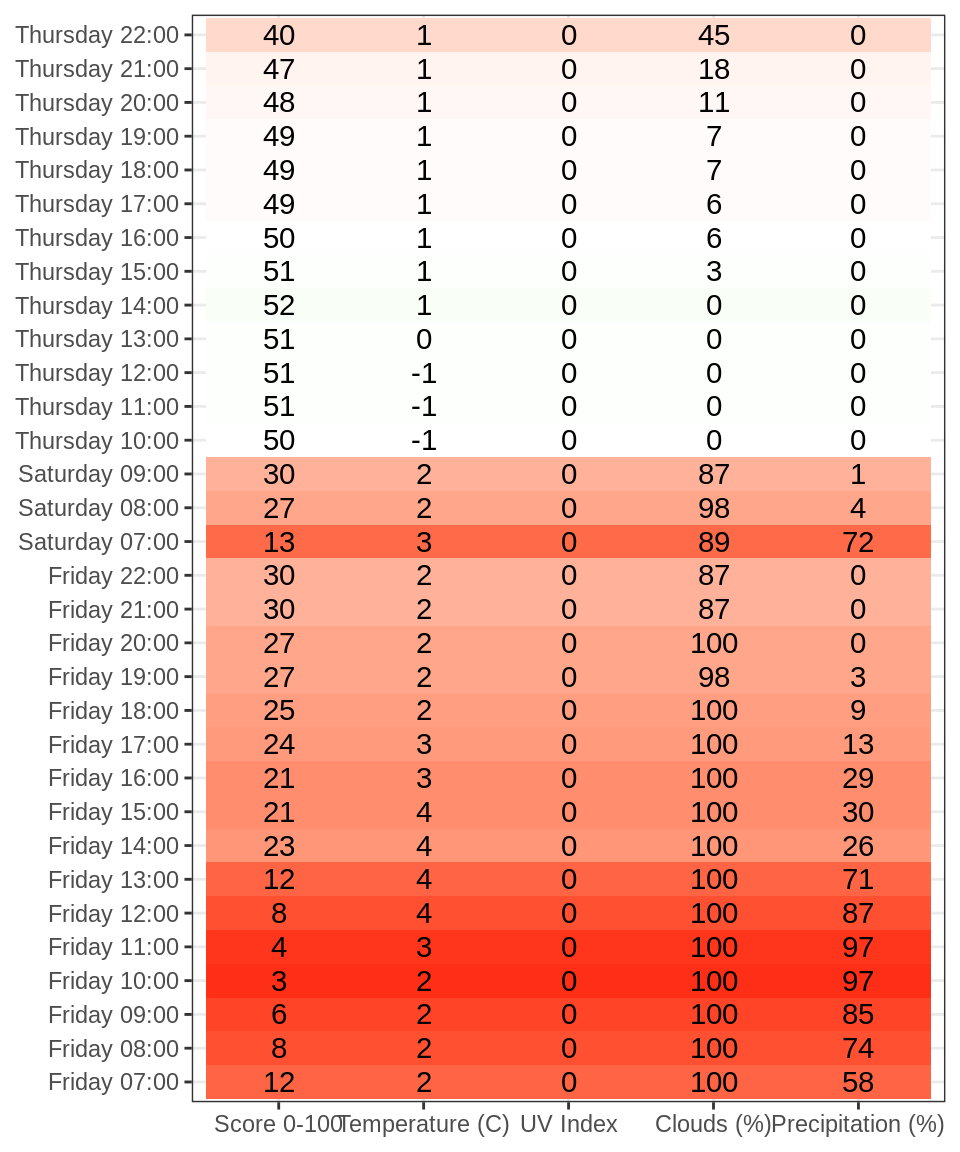 Thursday 22:00 40 1 0 45 0
Thursday 21:00 47 1 0 18 0
Thursday 20:00 48 1 0 11 0
Thursday 19:00 49 1 0 7 0
Thursday 18:00 49 1 0 7 0
Thursday 17:00 49 1 0 6 0
Thursday 16:00 50 1 0 6 0
Thursday 15:00 51 1 0 3 0
Thursday 14:00 52 1 0 0 0
Thursday 13:00 51 0 0 0 0
Thursday 12:00 51 -1 0 0 0
Thursday 11:00 51 -1 0 0 0
Thursday 10:00 50 -1 0 0 0
Saturday 09:00 30 2 0 87 1
Saturday 08:00 27 2 0 98 4
Saturday 07:00 13 3 0 89 72
Friday 22:00 30 2 0 87 0
Friday 21:00 30 2 0 87 0
Friday 20:00 27 2 0 100 0
Friday 19:00 27 2 0 98 3
Friday 18:00 25 2 0 100 9
Friday 17:00 24 3 0 100 13
Friday 16:00 21 3 0 100 29
Friday 15:00 21 4 0 100 30
Friday 14:00 23 4 0 100 26
Friday 13:00 12 4 0 100 71
Friday 12:00 8 4 0 100 87
Friday 11:00 4 3 0 100 97
Friday 10:00 3 2 0 100 97
Friday 09:00 6 2 0 100 85
Friday 08:00 8 2 0 100 74
Friday 07:00 12 2 0 100 58
Score 0-100 Temperature (C) UV Index Clouds (%) Precipitation (%)